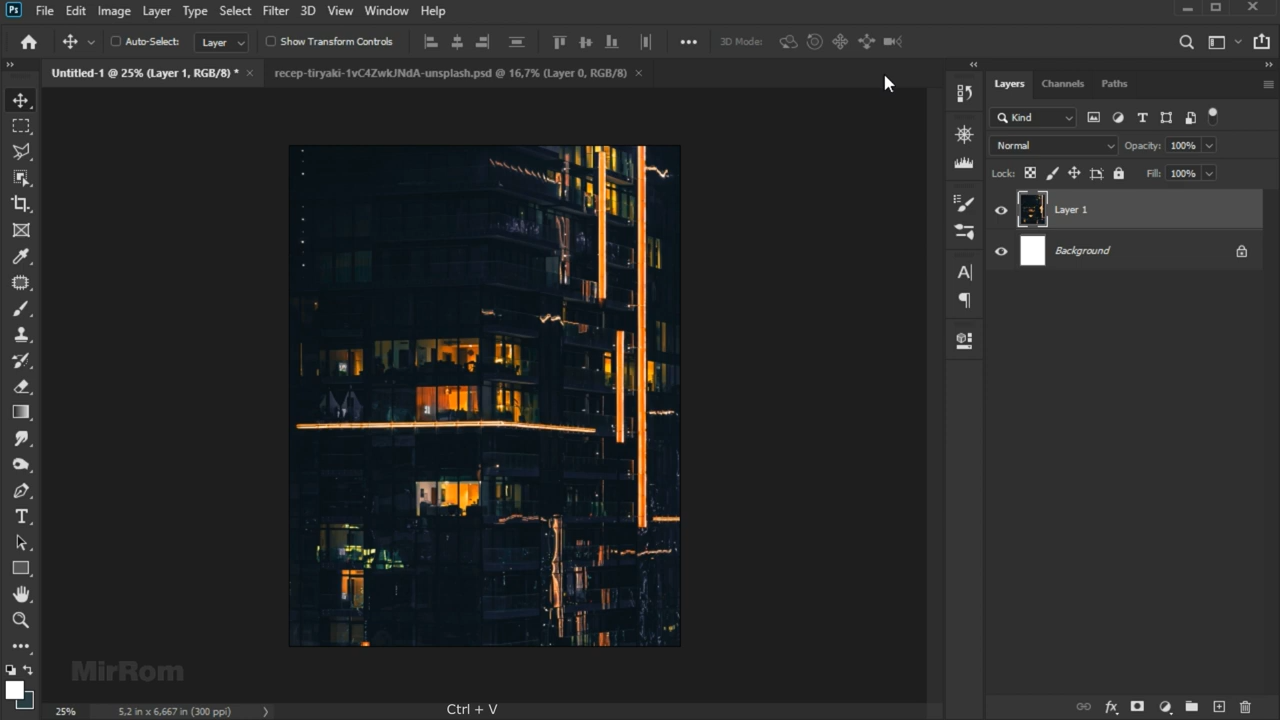 Ps File Edit Image Layer Type Select Filter 3D View Window Help
Auto-Select: Layer Show Transform Controls 3D Mode:
Untitled-1 @ 25% (Layer 1, RGB/8) * × recep-tiryaki-1vC4ZwkJNdA-unsplash.psd @ 16,7% (Layer 0, RGB/8) ×
Layers Channels Paths
Kind
Normal Opacity: 100%
Lock: Fill: 100%
Layer 1
Background
MirRom
25% 5,2 in x 6,667 in (300 ppi)
Ctrl + V